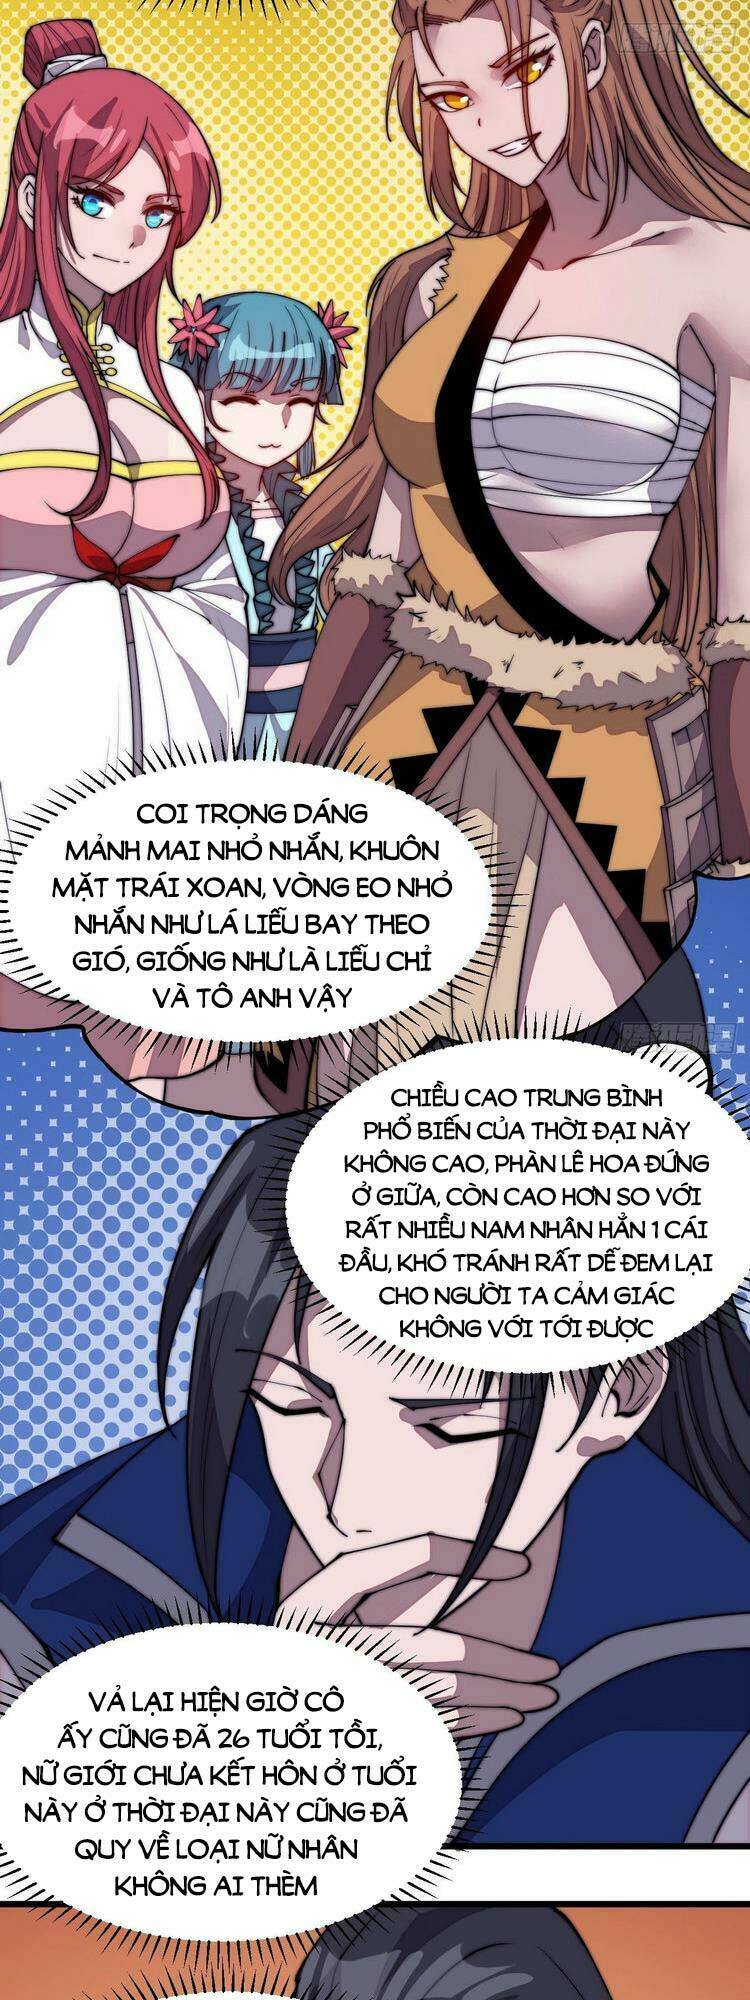 COI TRỌNG DÁNG
MẢNH MAI NHỎ NHẮN, KHUÔN
MẶT TRÁI XOAN, VÒNG EO NHỎ
NHẮN NHƯ LÁ LIỄU BAY THEO
GIÓ, GIỐNG NHƯ LÀ LIỄU CHỈ
VÀ TÔ ANH VẬY
CHIỀU CAO TRUNG BÌNH
PHỔ BIẾN CỦA THỜI ĐẠI NÀY
KHÔNG CAO, PHÀN LÊ HOA ĐỨNG
Ở GIỮA, CÒN CAO HƠN SO VỚI
RẤT NHIỀU NAM NHÂN HẲN 1 CÁI
ĐẦU, KHÓ TRÁNH RẤT DỄ ĐEM LẠI
CHO NGƯỜI TA CẢM GIÁC
KHÔNG VỚI TỚI ĐƯỢC
VẢ LẠI HIỆN GIỜ CÔ
ẤY CŨNG ĐÃ 26 TUỔI TỒI,
NỮ GIỚI CHƯA KẾT HÔN Ở TUỔI
NÀY Ở THỜI ĐẠI NÀY CŨNG ĐÃ
QUY VỀ LOẠI NỮ NHÂN
KHÔNG AI THÈM